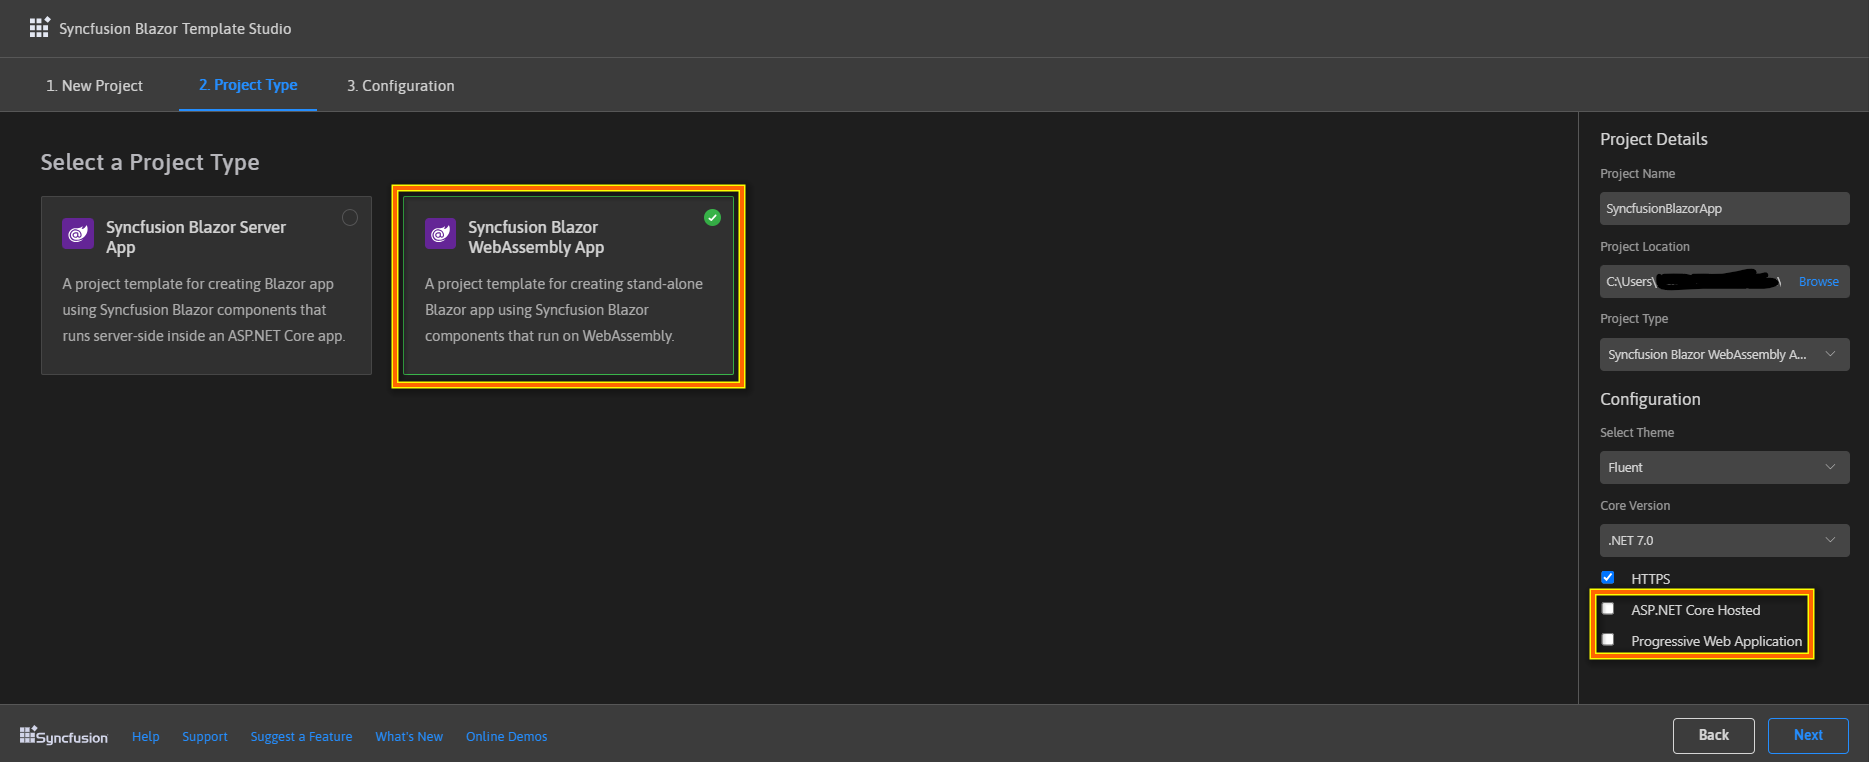 Syncfusion Blazor Template Studio
1. New Project
2. Project Type
3. Configuration
Select a Project Type
Syncfusion Blazor Server
App
A project template for creating Blazor app
using Syncfusion Blazor components that
runs server-side inside an ASP.NET Core app.
Syncfusion Blazor
WebAssembly App
A project template for creating stand-alone
Blazor app using Syncfusion Blazor
components that run on WebAssembly.
Project Details
Project Name
SyncfusionBlazorApp
Project Location
C:\Users\ \ Browse
Project Type
Syncfusion Blazor WebAssembly A...
Configuration
Select Theme
Fluent
Core Version
.NET 7.0
HTTPS
ASP.NET Core Hosted
Progressive Web Application
Syncfusion
Help
Support
Suggest a Feature
What's New
Online Demos
Back
Next